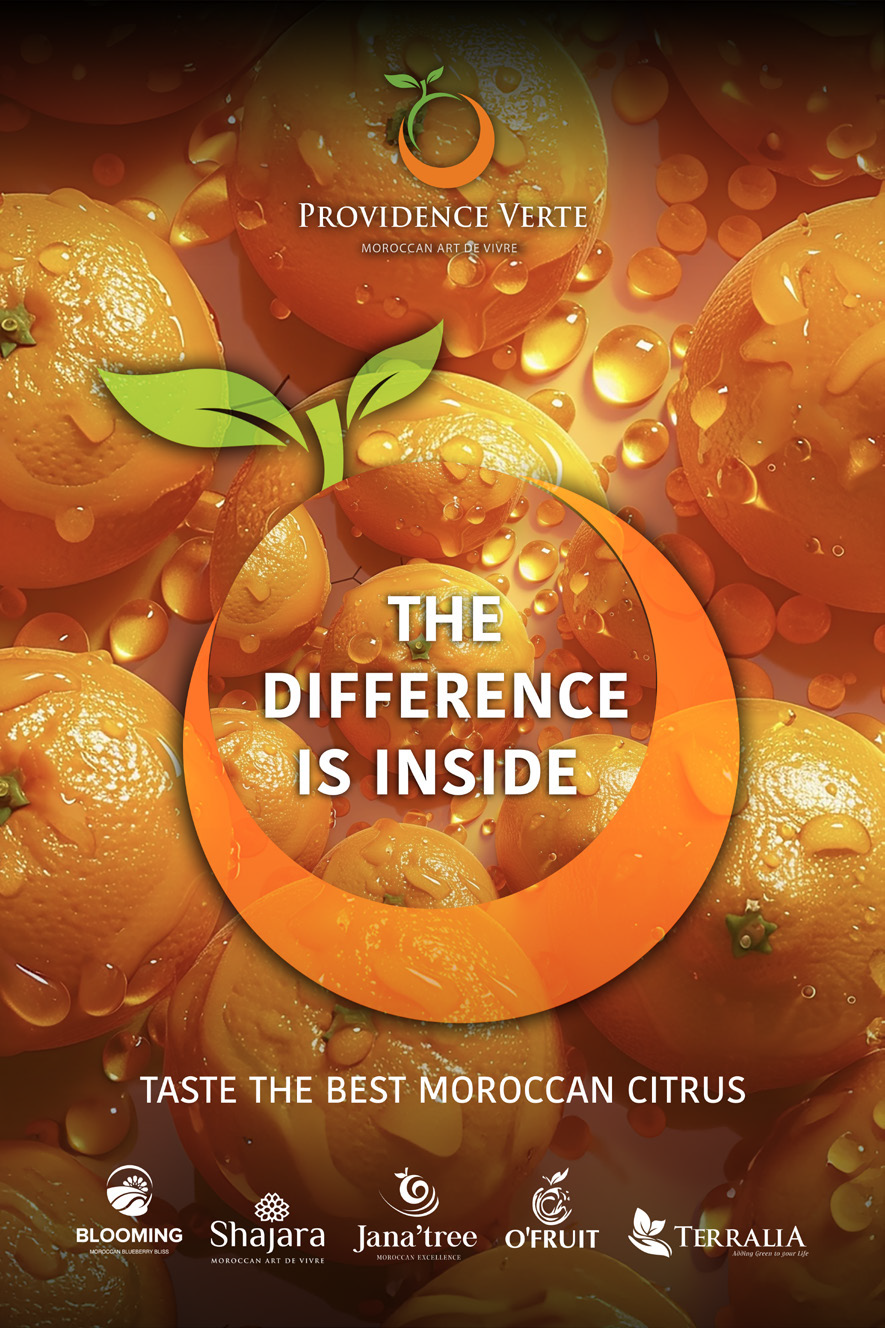 PROVIDENCE VERTE
MOROCCAN ART DE VIVRE
THE
DIFFERENCE
IS INSIDE
TASTE THE BEST MOROCCAN CITRUS
BLOOMING
MOROCCAN BLUEBERRY BLISS
Shajara
MOROCCAN ART DE VIVRE
Jana'tree
MOROCCAN EXCELLENCE
O'FRUIT
TERRALIA
Adding Green to your Life